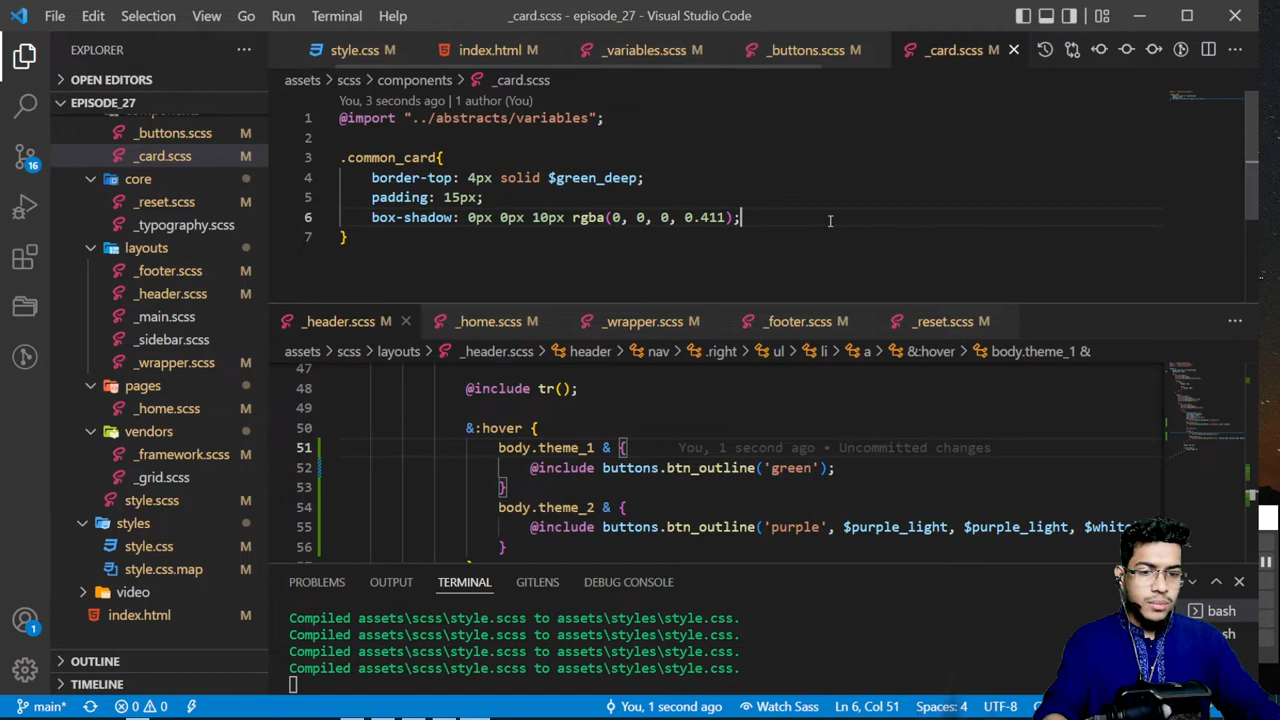 File Edit Selection View Go Run Terminal Help
_card.scss - episode_27 - Visual Studio Code
EXPLORER
OPEN EDITORS
EPISODE_27
_buttons.scss M
_card.scss M
core
_reset.scss M
_typography.scss
layouts
_footer.scss M
_header.scss M
_main.scss
_sidebar.scss
_wrapper.scss M
pages
_home.scss M
vendors
_framework.scss M
_grid.scss
style.scss M
styles
style.css M
style.css.map M
video
index.html M
OUTLINE
TIMELINE
16
1
style.css M index.html M _variables.scss M _buttons.scss M _card.scss M
assets > scss > components > _card.scss
You, 3 seconds ago | 1 author (You)
1 @import "../abstracts/variables";
2
3 .common_card{
4 border-top: 4px solid $green_deep;
5 padding: 15px;
6 box-shadow: 0px 0px 10px rgba(0, 0, 0, 0.411);
7 }
_header.scss M _home.scss M _wrapper.scss M _footer.scss M _reset.scss M
assets > scss > layouts > _header.scss > header > nav > .right > ul > li > a > &:hover > body.theme_1 &
47
48 @include tr();
49
50 &:hover {
51 body.theme_1 & { You, 1 second ago • Uncommitted changes
52 @include buttons.btn_outline('green');
53 }
54 body.theme_2 & {
55 @include buttons.btn_outline('purple', $purple_light, $purple_light, $white
56 }
PROBLEMS OUTPUT TERMINAL GITLENS DEBUG CONSOLE
Compiled assets\scss\style.scss to assets\styles\style.css.
Compiled assets\scss\style.scss to assets\styles\style.css.
Compiled assets\scss\style.scss to assets\styles\style.css.
Compiled assets\scss\style.scss to assets\styles\style.css.
bash
main* 0 0 You, 1 second ago Watch Sass Ln 6, Col 51 Spaces: 4 UTF-8